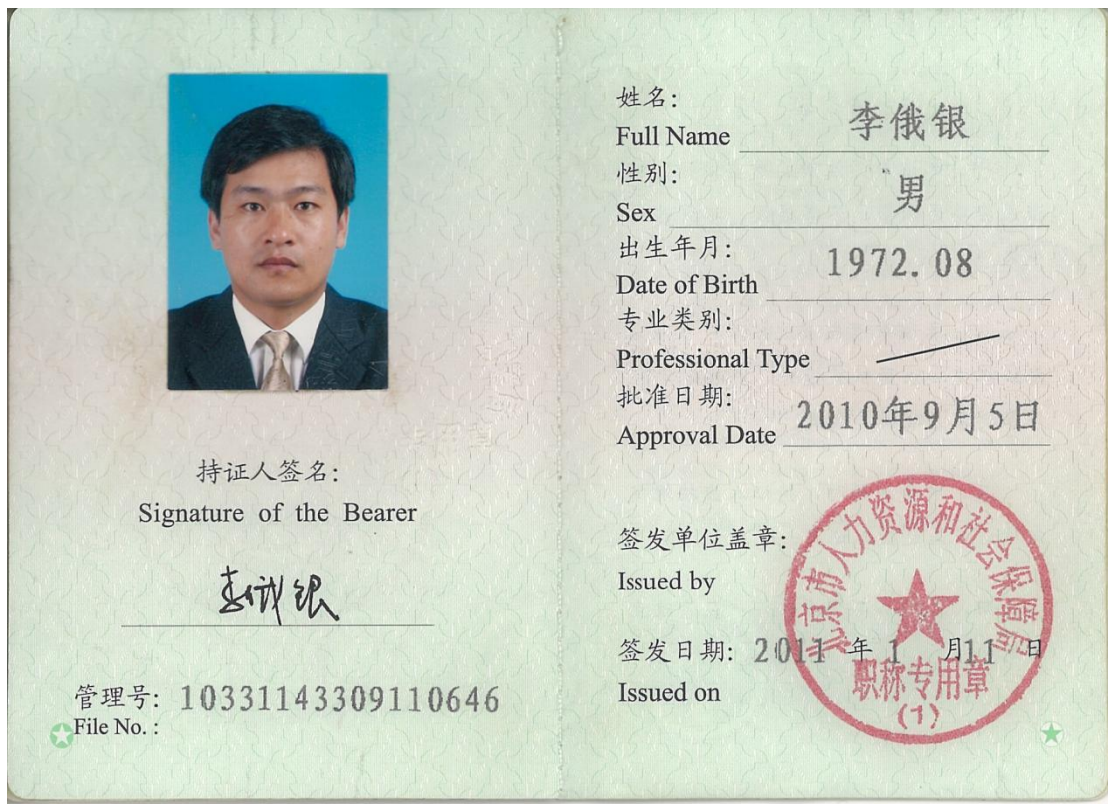 持证人签名:
Signature of the Bearer
李俄银
管理号: 10331143309110646
File No. :
姓名: 李俄银
Full Name
性别: 男
Sex
出生年月: 1972.08
Date of Birth
专业类别:
Professional Type
批准日期: 2010年9月5日
Approval Date
签发单位盖章:
Issued by
北京市人力资源和社会保障局
职称专用章
(1)
签发日期: 2011 年 1 月11 日
Issued on